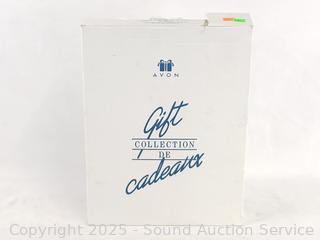 AVON
Gift
COLLECTION
DE
cadeaux
Copyright © 2025 - Sound Auction Service